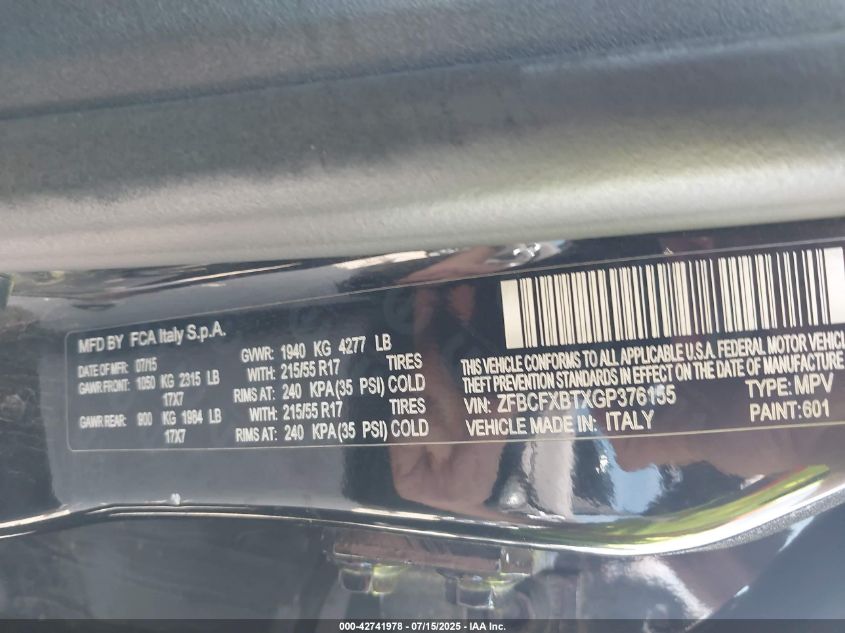 MFD BY FCA Italy S.p.A.
DATE OF MFR: 07/15
GAWR FRONT: 1050 KG 2315 LB
17X7
GAWR REAR: 900 KG 1984 LB
17X7
GVWR: 1940 KG 4277 LB
WITH: 215/55 R17 TIRES
RIMS AT: 240 KPA(35 PSI) COLD
WITH: 215/55 R17 TIRES
RIMS AT: 240 KPA(35 PSI) COLD
THIS VEHICLE CONFORMS TO ALL APPLICABLE U.S.A. FEDERAL MOTOR VEHICLE
THEFT PREVENTION STANDARDS IN EFFECT ON THE DATE OF MANUFACTURE
VIN: ZFBCFXBTXGP376155 TYPE: MPV
VEHICLE MADE IN: ITALY PAINT: 601
000-42741978 - 07/15/2025 - IAA Inc.